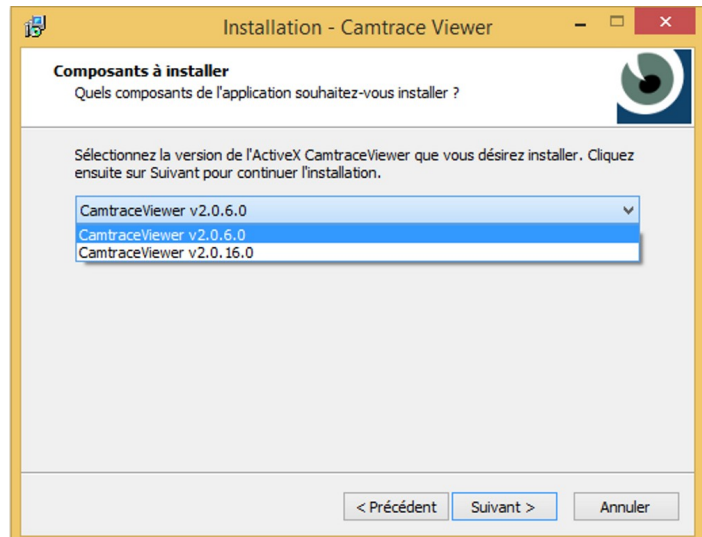 Installation - Camtrace Viewer
Composants à installer
Quels composants de l'application souhaitez-vous installer ?
Sélectionnez la version de l'ActiveX CamtraceViewer que vous désirez installer. Cliquez
ensuite sur Suivant pour continuer l'installation.
CamtraceViewer v2.0.6.0
CamtraceViewer v2.0.6.0
CamtraceViewer v2.0.16.0
< Précédent
Suivant >
Annuler